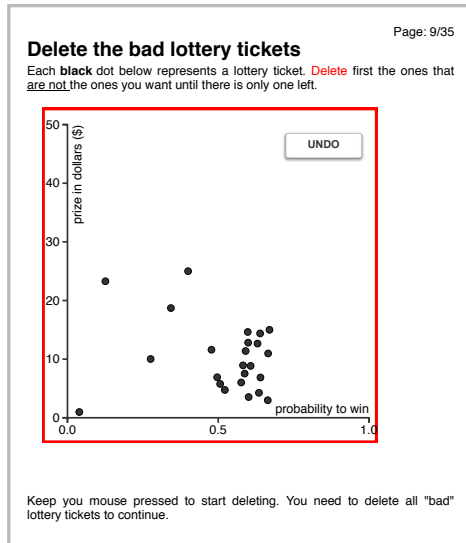 Page: 9/35
Delete the bad lottery tickets
Each black dot below represents a lottery ticket. Delete first the ones that
are not the ones you want until there is only one left.
50
prize in dollars ($)
UNDO
40
30
20
10
0
probability to win
0.0
0.5
1.0
Keep you mouse pressed to start deleting. You need to delete all "bad"
lottery tickets to continue.